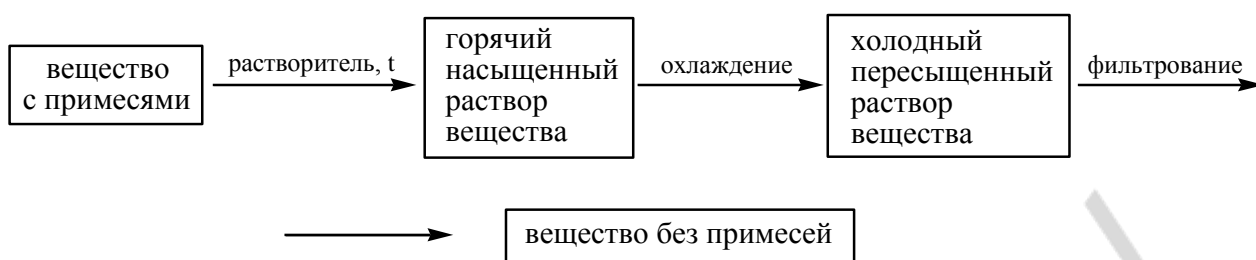 вещество
с примесями
растворитель, t
горячий
насыщенный
раствор
вещества
охлаждение
холодный
пересыщенный
раствор
вещества
фильтрование
вещество без примесей